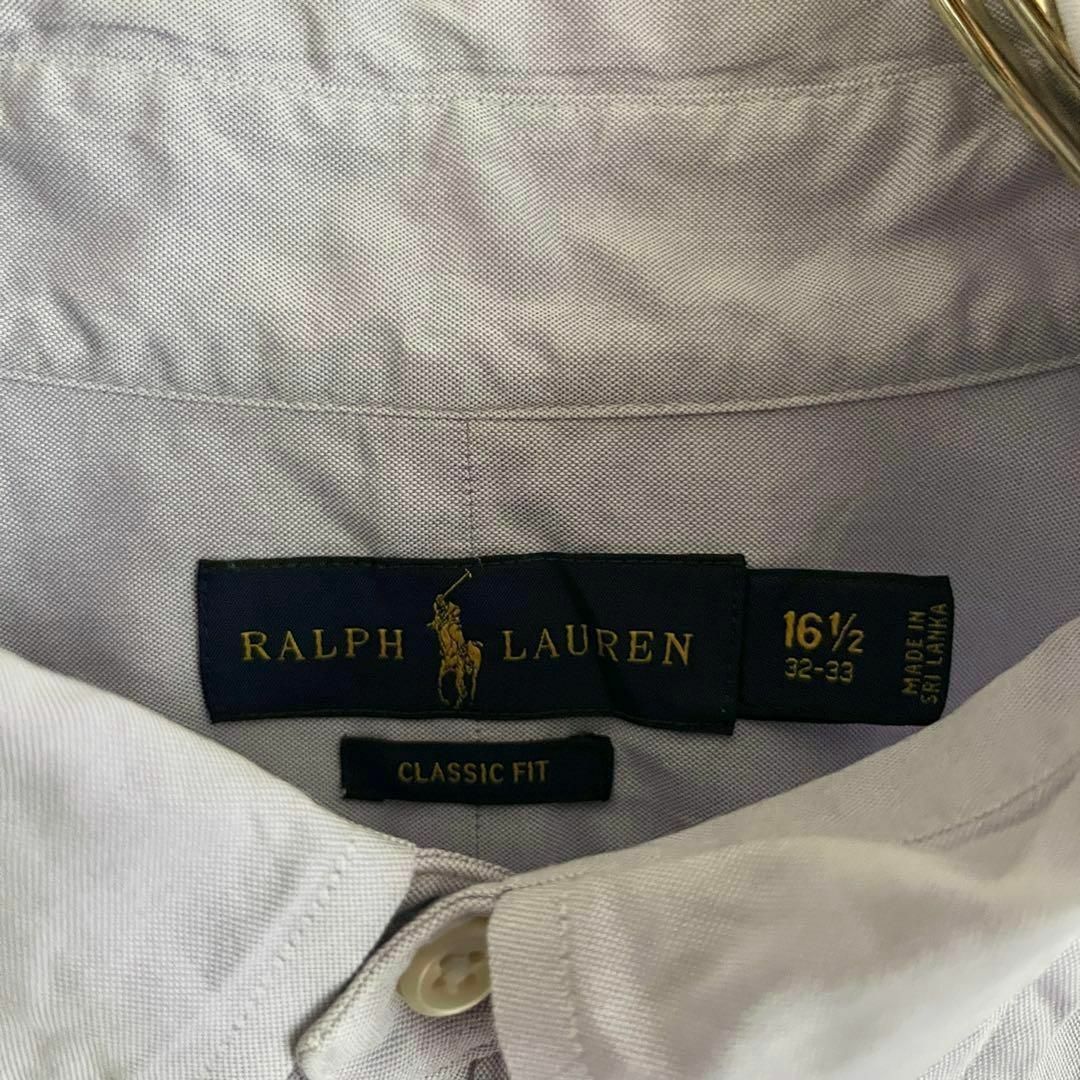 RALPH LAUREN
16½
32-33
MADE IN
SRI LANKA
CLASSIC FIT